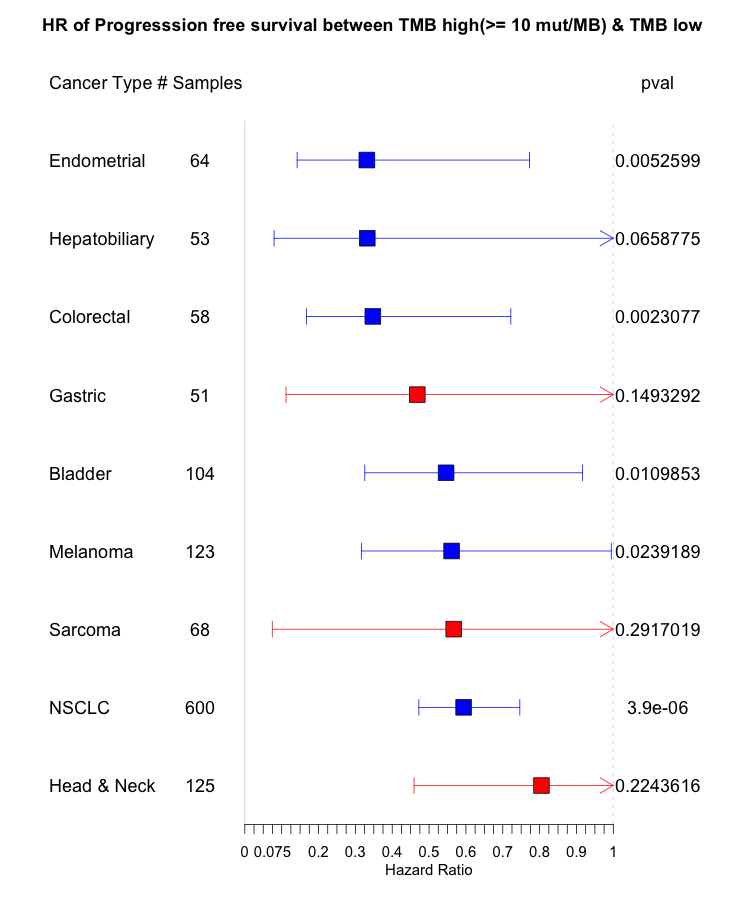 HR of Progresssion free survival between TMB high(>= 10 mut/MB) & TMB low
Cancer Type # Samples pval
Endometrial 64 0.0052599
Hepatobiliary 53 0.0658775
Colorectal 58 0.0023077
Gastric 51 0.1493292
Bladder 104 0.0109853
Melanoma 123 0.0239189
Sarcoma 68 0.2917019
NSCLC 600 3.9e-06
Head & Neck 125 0.2243616
0 0.075 0.2 0.3 0.4 0.5 0.6 0.7 0.8 0.9 1
Hazard Ratio